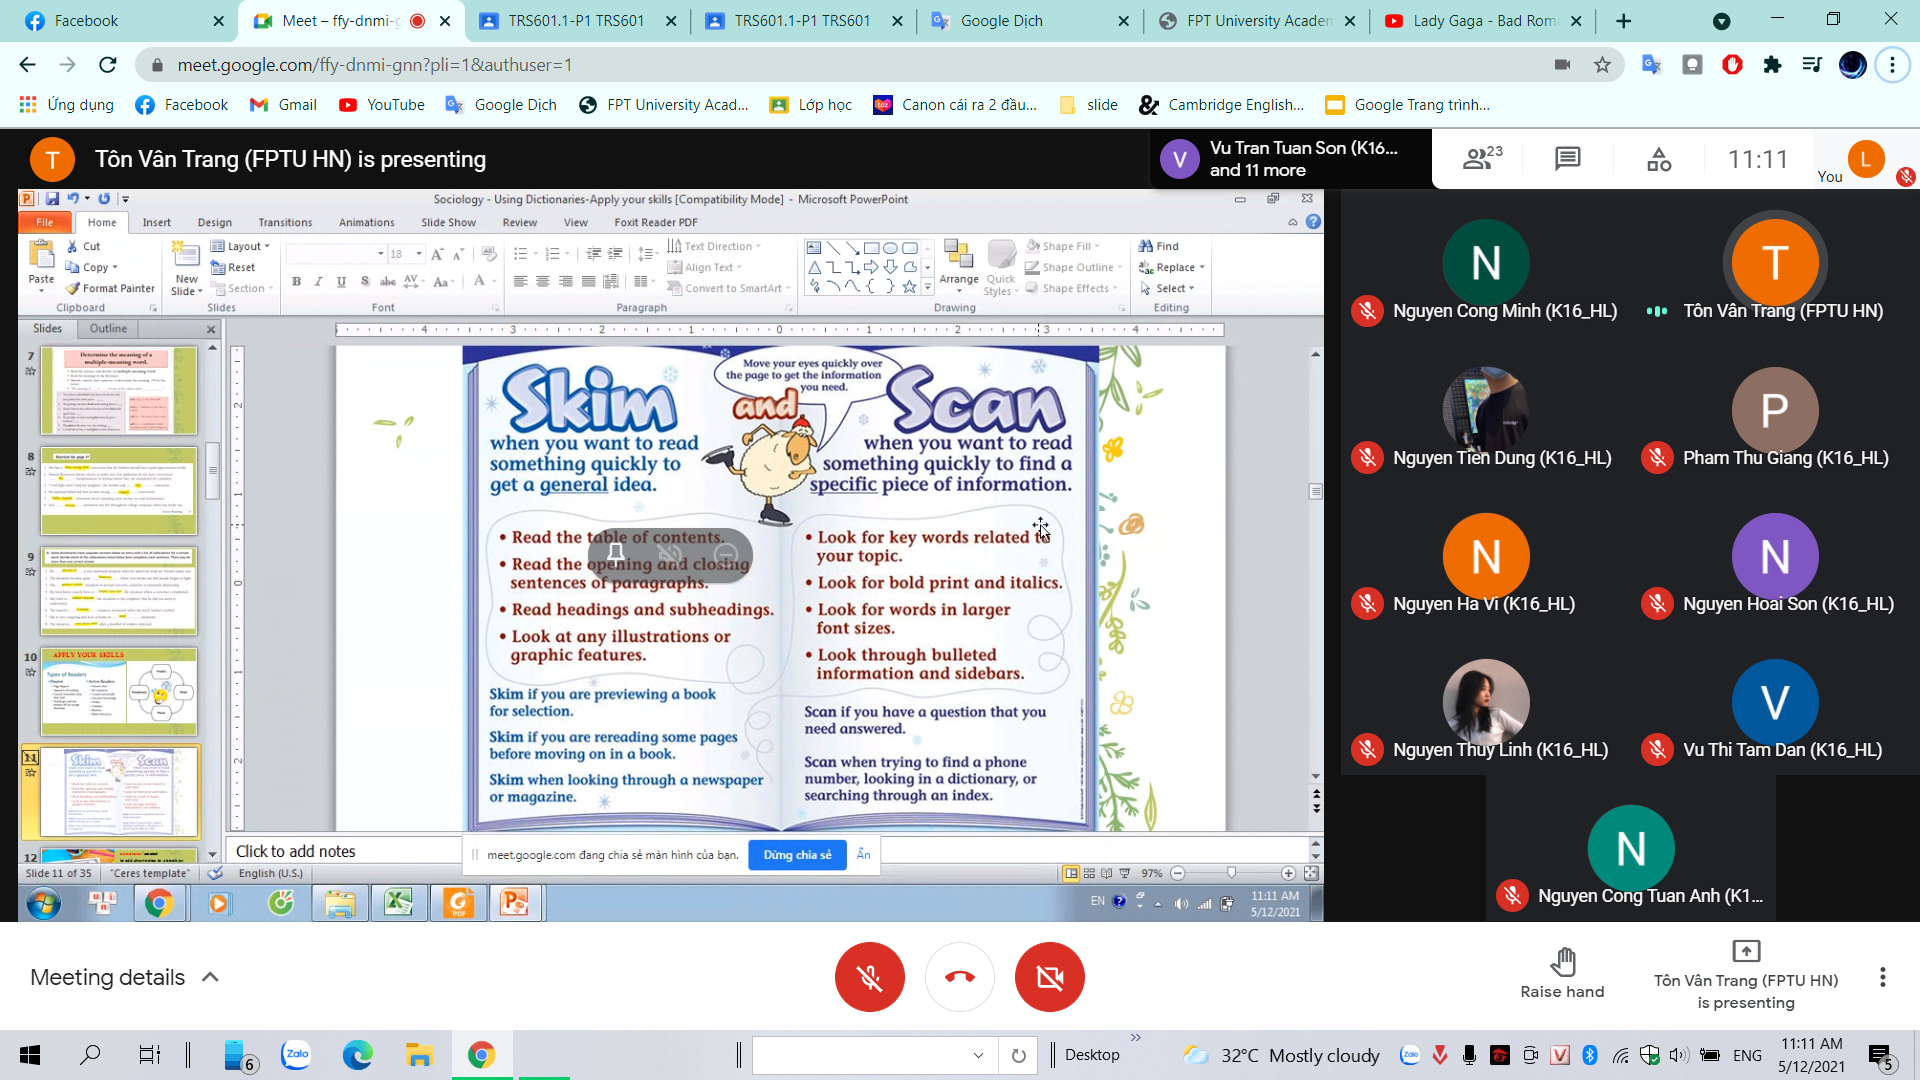 Facebook
Meet – ffy-dnmi-g
TRS601.1-P1 TRS601
TRS601.1-P1 TRS601
Google Dịch
FPT University Academ
Lady Gaga - Bad Rom
meet.google.com/ffy-dnmi-gnn?pli=1&authuser=1
Ứng dụng
Facebook
Gmail
YouTube
Google Dịch
FPT University Acad...
Lớp học
Canon cái ra 2 đầu...
slide
Cambridge English...
Google Trang trình...
T
Tôn Vân Trang (FPTU HN) is presenting
V
Vu Tran Tuan Son (K16...
and 11 more
23
11:11
You
L
Sociology - Using Dictionaries-Apply your skills [Compatibility Mode] - Microsoft PowerPoint
File
Home
Insert
Design
Transitions
Animations
Slide Show
Review
View
Foxit Reader PDF
Paste
Cut
Copy
Format Painter
Clipboard
New
Slide
Layout
Reset
Section
Slides
18
Font
Text Direction
Align Text
Convert to SmartArt
Paragraph
Arrange
Quick
Styles
Shape Fill
Shape Outline
Shape Effects
Drawing
Find
Replace
Select
Editing
Slides
Outline
7
Determine the meaning of a
multiple-meaning word.
8
9
10
APPLY YOUR SKILLS
Types of Readers
11
Skim
Scan
12
Move your eyes quickly over
the page to get the information
you need.
Skim
and
Scan
when you want to read
something quickly to
get a general idea.
when you want to read
something quickly to find a
specific piece of information.
• Read the table of contents.
• Read the opening and closing
sentences of paragraphs.
• Read headings and subheadings.
• Look at any illustrations or
graphic features.
• Look for key words related to
your topic.
• Look for bold print and italics.
• Look for words in larger
font sizes.
• Look through bulleted
information and sidebars.
Skim if you are previewing a book
for selection.
Skim if you are rereading some pages
before moving on in a book.
Skim when looking through a newspaper
or magazine.
Scan if you have a question that you
need answered.
Scan when trying to find a phone
number, looking in a dictionary, or
searching through an index.
Click to add notes
meet.google.com đang chia sẻ màn hình của bạn.
Dừng chia sẻ
Ẩn
Slide 11 of 35
"Ceres template"
English (U.S.)
97%
EN
11:11 AM
5/12/2021
N
Nguyen Cong Minh (K16_HL)
T
Tôn Vân Trang (FPTU HN)
Nguyen Tien Dung (K16_HL)
P
Pham Thu Giang (K16_HL)
N
Nguyen Ha Vi (K16_HL)
N
Nguyen Hoai Son (K16_HL)
Nguyen Thuy Linh (K16_HL)
V
Vu Thi Tam Dan (K16_HL)
N
Nguyen Cong Tuan Anh (K1...
Meeting details
Raise hand
Tôn Vân Trang (FPTU HN)
is presenting
6
Zalo
Desktop
32°C Mostly cloudy
ENG
11:11 AM
5/12/2021
5